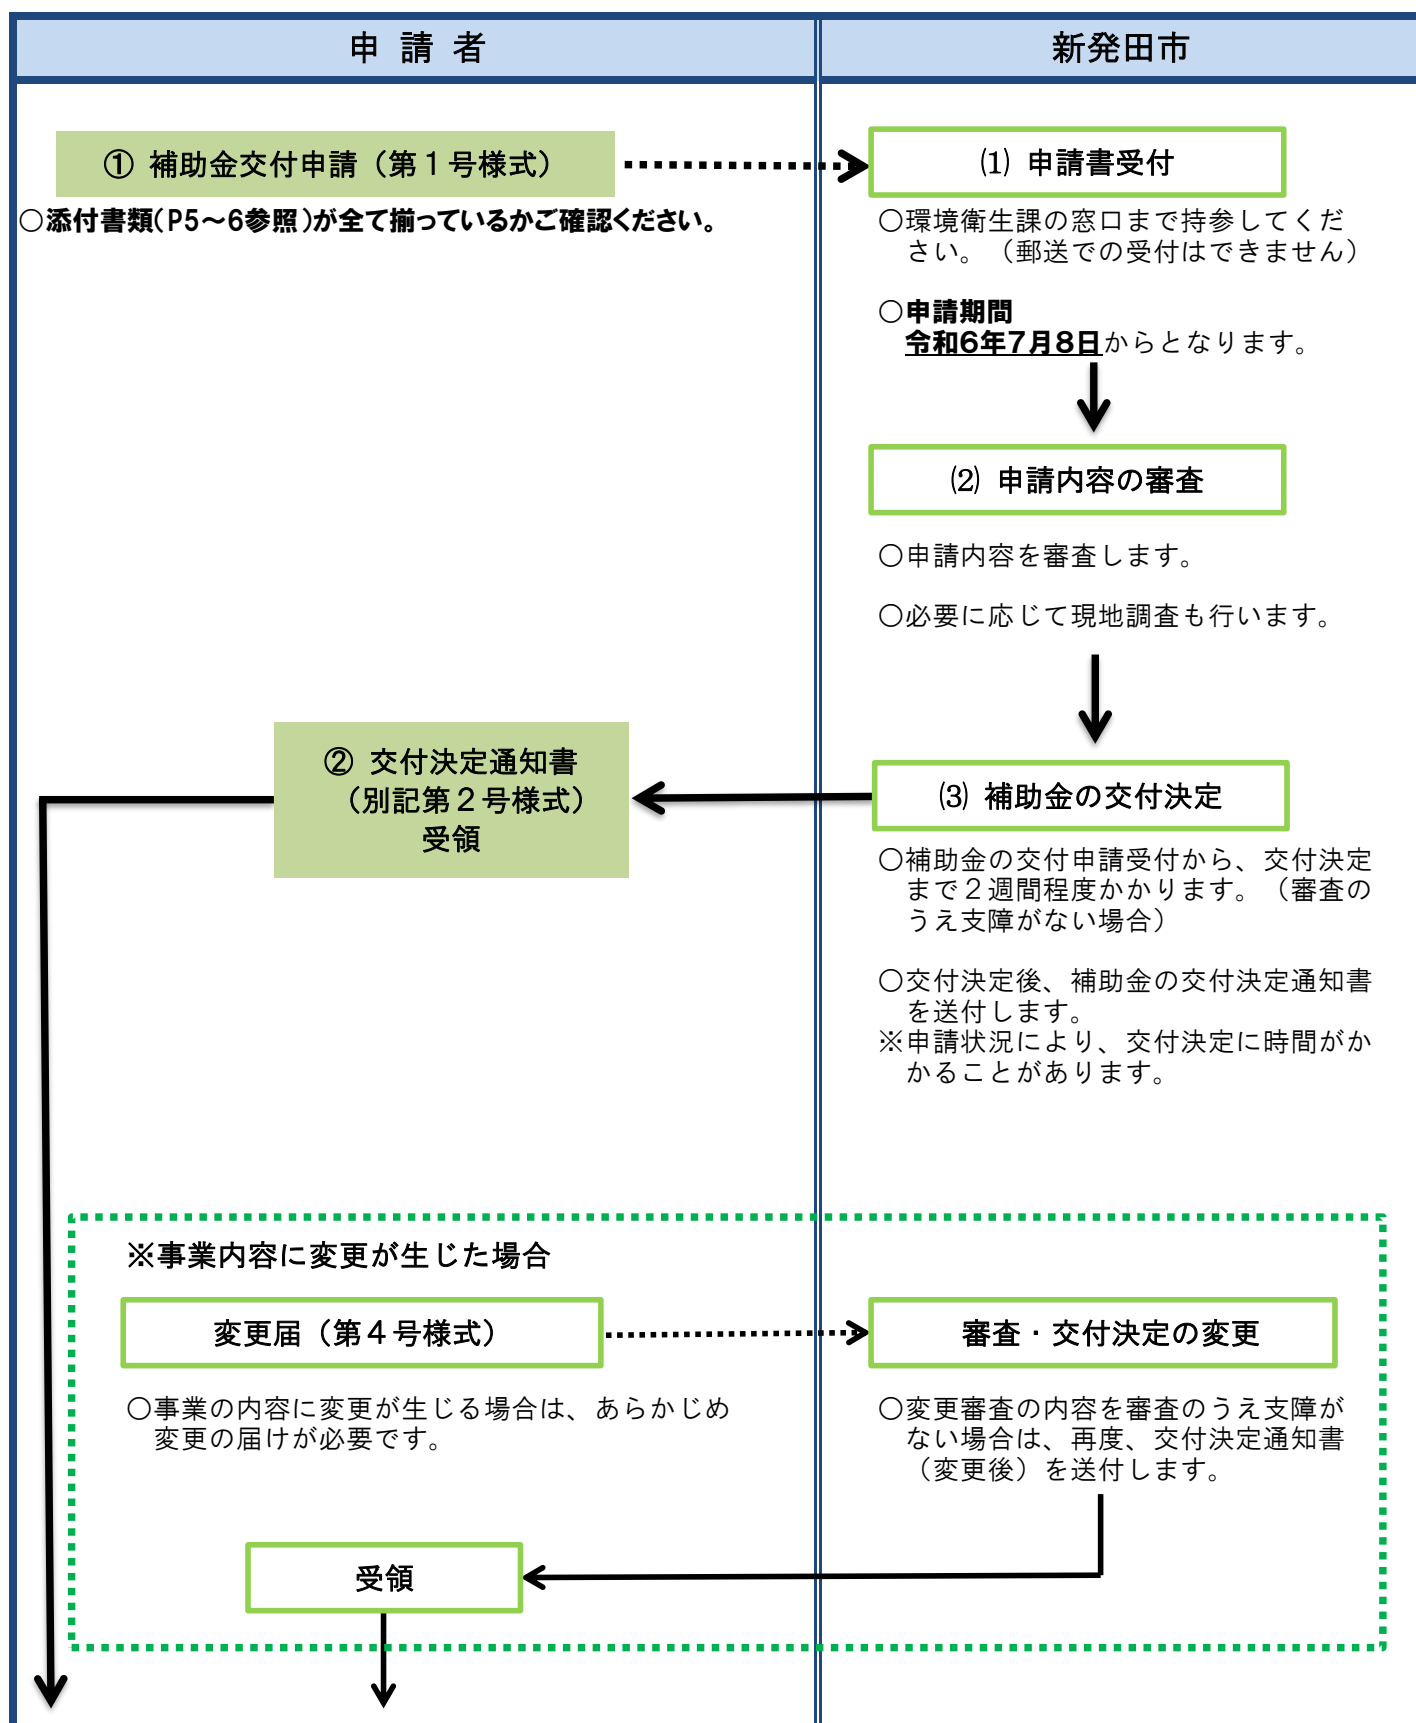 申 請 者
新発田市
① 補助金交付申請（第１号様式）
○添付書類（P5～6参照）が全て揃っているかご確認ください。
⑴ 申請書受付
○環境衛生課の窓口まで持参してくだ
さい。（郵送での受付はできません）
○申請期間
令和6年7月8日からとなります。
⑵ 申請内容の審査
○申請内容を審査します。
○必要に応じて現地調査も行います。
② 交付決定通知書
（別記第２号様式）
受領
⑶ 補助金の交付決定
○補助金の交付申請受付から、交付決定
まで２週間程度かかります。（審査の
うえ支障がない場合）
○交付決定後、補助金の交付決定通知書
を送付します。
※申請状況により、交付決定に時間がか
かることがあります。
※事業内容に変更が生じた場合
変更届（第４号様式）
審査・交付決定の変更
○事業の内容に変更が生じる場合は、あらかじめ
変更の届けが必要です。
○変更審査の内容を審査のうえ支障が
ない場合は、再度、交付決定通知書
（変更後）を送付します。
受領